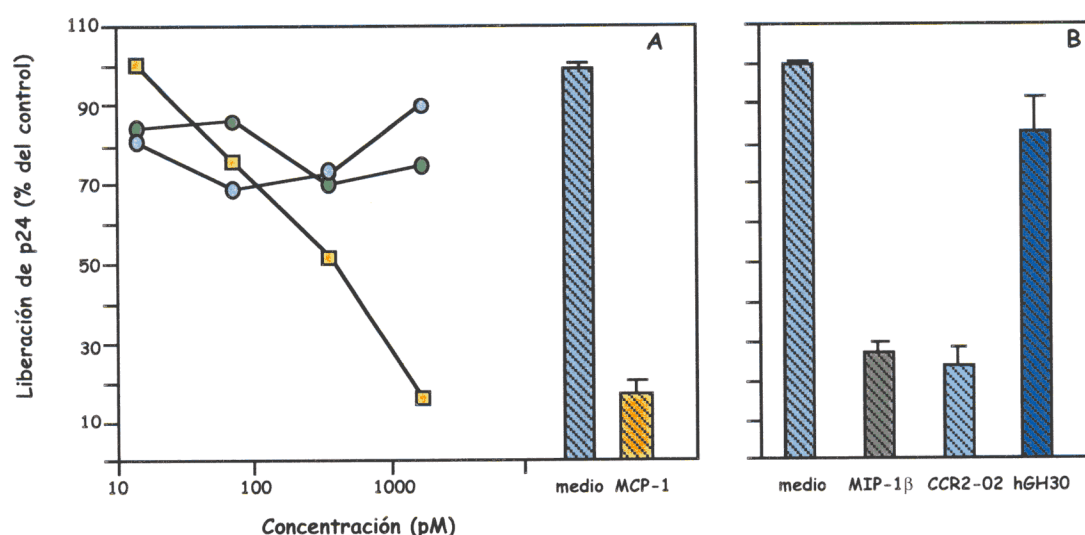 Liberación de p24 (% del control)
110
90
70
50
30
10
A
B
10
100
1000
medio MCP-1
medio MIP-1β CCR2-02 hGH30
Concentración (pM)